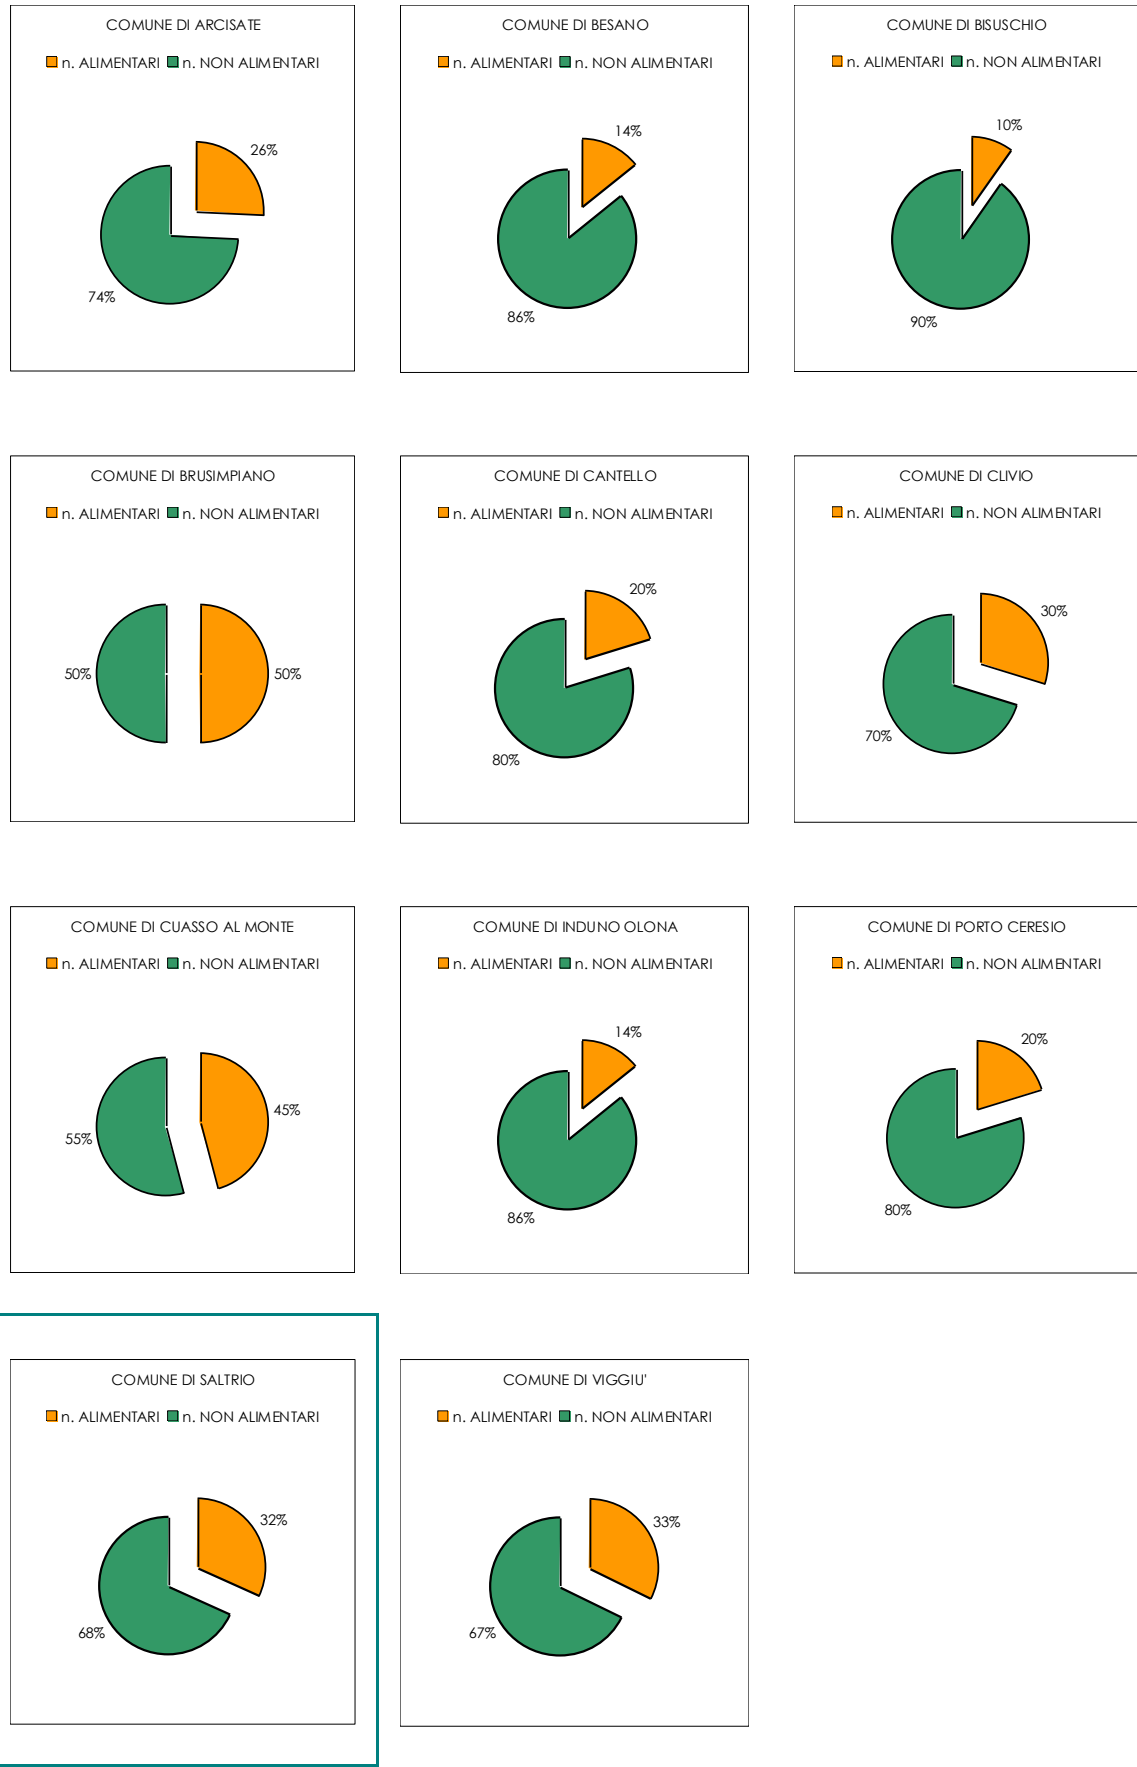 COMUNE DI ARCISATE
n. ALIMENTARI n. NON ALIMENTARI
26%
74%
COMUNE DI BESANO
n. ALIMENTARI n. NON ALIMENTARI
14%
86%
COMUNE DI BISUSCHIO
n. ALIMENTARI n. NON ALIMENTARI
10%
90%
COMUNE DI BRUSIMPIANO
n. ALIMENTARI n. NON ALIMENTARI
50%
50%
COMUNE DI CANTELLO
n. ALIMENTARI n. NON ALIMENTARI
20%
80%
COMUNE DI CLIVIO
n. ALIMENTARI n. NON ALIMENTARI
30%
70%
COMUNE DI CUASSO AL MONTE
n. ALIMENTARI n. NON ALIMENTARI
45%
55%
COMUNE DI INDUNO OLONA
n. ALIMENTARI n. NON ALIMENTARI
14%
86%
COMUNE DI PORTO CERESIO
n. ALIMENTARI n. NON ALIMENTARI
20%
80%
COMUNE DI SALTRIO
n. ALIMENTARI n. NON ALIMENTARI
32%
68%
COMUNE DI VIGGIU'
n. ALIMENTARI n. NON ALIMENTARI
33%
67%